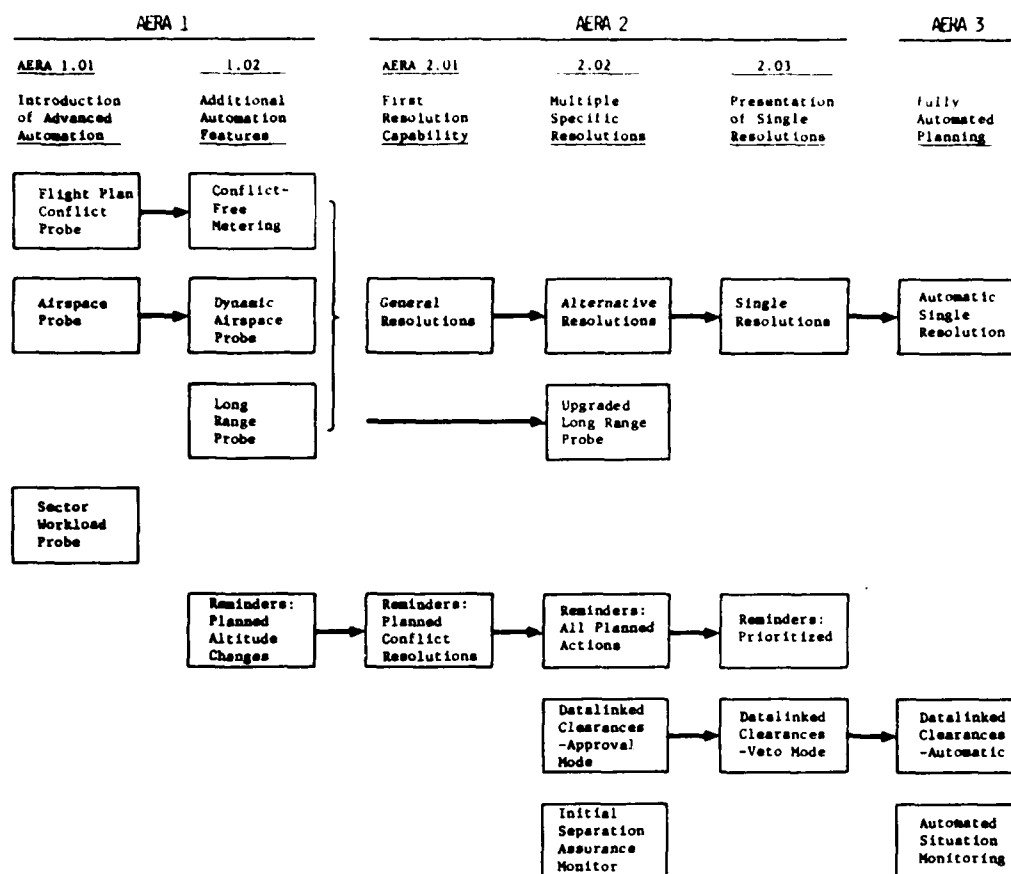 AERA 1
AERA 2
AERA 3
AERA 1.01
1.02
AERA 2.01
2.02
2.03
Introduction
of Advanced
Automation
Additional
Automation
Features
First
Resolution
Capability
Multiple
Specific
Resolutions
Presentation
of Single
Resolutions
Fully
Automated
Planning
Flight Plan
Conflict
Probe
Conflict-
Free
Metering
Airspace
Probe
Dynamic
Airspace
Probe
General
Resolutions
Alternative
Resolutions
Single
Resolutions
Automatic
Single
Resolution
Long
Range
Probe
Upgraded
Long Range
Probe
Sector
Workload
Probe
Reminders:
Planned
Altitude
Changes
Reminders:
Planned
Conflict
Resolutions
Reminders:
All Planned
Actions
Reminders:
Prioritized
Datalinked
Clearances
-Approval
Mode
Datalinked
Clearances
-Veto Mode
Datalinked
Clearances
-Automatic
Initial
Separation
Assurance
Monitor
Automated
Situation
Monitoring